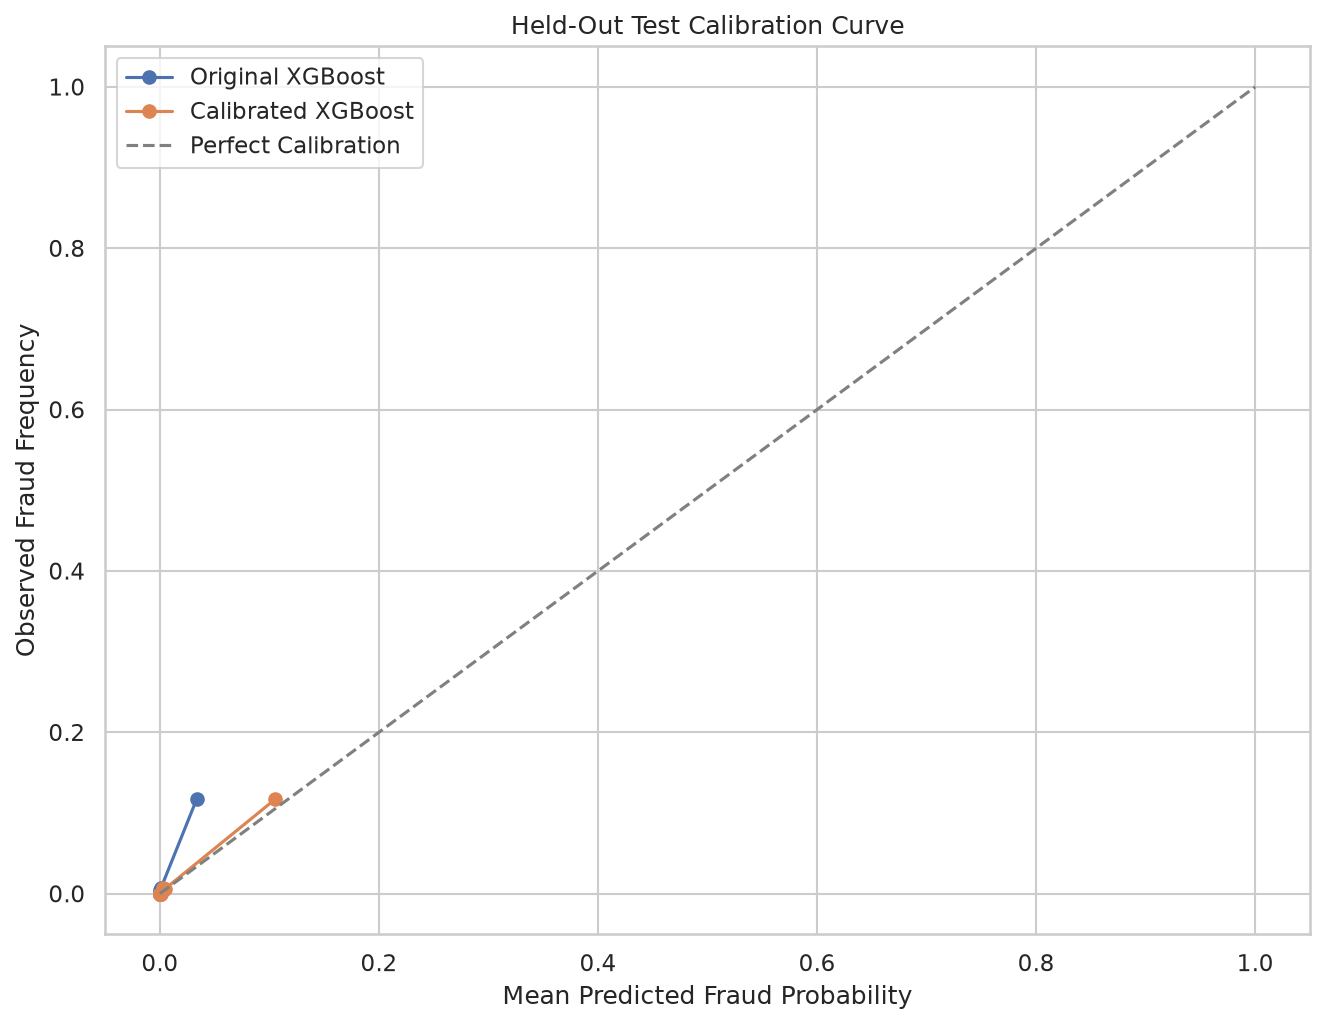 Held-Out Test Calibration Curve
Original XGBoost
Calibrated XGBoost
Perfect Calibration
1.0
0.8
0.6
0.4
0.2
0.0
Observed Fraud Frequency
0.0 0.2 0.4 0.6 0.8 1.0
Mean Predicted Fraud Probability